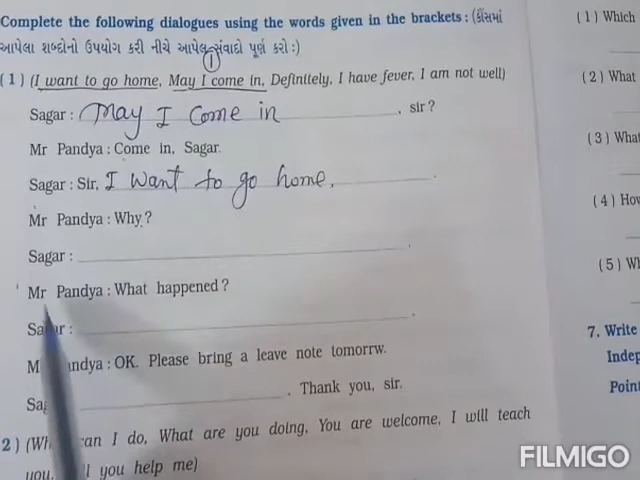 Complete the following dialogues using the words given in the brackets : (કૌંસમાં
આપેલા શબ્દોનો ઉપયોગ કરી નીચે આપેલ સંવાદો પૂર્ણ કરો :)
1
(1) (I want to go home, May I come in, Definitely, I have fever, I am not well)
Sagar : May I Come in , sir?
Mr Pandya : Come in, Sagar.
Sagar : Sir, I want to go home.
Mr Pandya : Why?
Sagar :
Mr Pandya : What happened?
Sagar :
Pandya : OK. Please bring a leave note tomorrw.
Thank you, sir.
2) can I do, What are you doing, You are welcome, I will teach
you, you help me)
(1) Which
(2) What
(3) What
(4) How
(5) Wh
7. Write
Indep
Point
FILMIGO